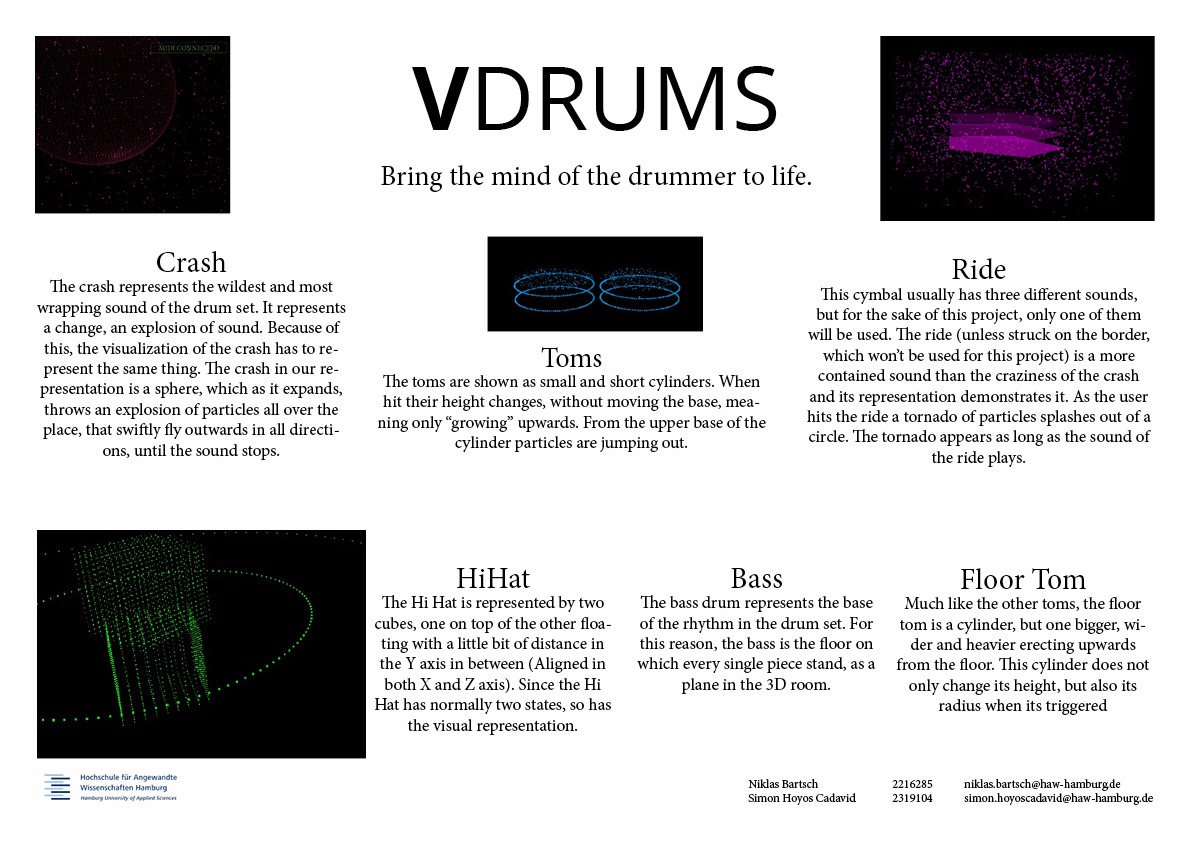 MIDI CONNECTED
VDRUMS
Bring the mind of the drummer to life.
Crash
The crash represents the wildest and most
wrapping sound of the drum set. It represents
a change, an explosion of sound. Because of
this, the visualization of the crash has to re-
present the same thing. The crash in our re-
presentation is a sphere, which as it expands,
throws an explosion of particles all over the
place, that swiftly fly outwards in all directi-
ons, until the sound stops.
Toms
The toms are shown as small and short cylinders. When
hit their height changes, without moving the base, mea-
ning only “growing” upwards. From the upper base of the
cylinder particles are jumping out.
Ride
This cymbal usually has three different sounds,
but for the sake of this project, only one of them
will be used. The ride (unless struck on the border,
which won’t be used for this project) is a more
contained sound than the craziness of the crash
and its representation demonstrates it. As the user
hits the ride a tornado of particles splashes out of a
circle. The tornado appears as long as the sound of
the ride plays.
HiHat
The Hi Hat is represented by two
cubes, one on top of the other floa-
ting with a little bit of distance in
the Y axis in between (Aligned in
both X and Z axis). Since the Hi
Hat has normally two states, so has
the visual representation.
Bass
The bass drum represents the base
of the rhythm in the drum set. For
this reason, the bass is the floor on
which every single piece stand, as a
plane in the 3D room.
Floor Tom
Much like the other toms, the floor
tom is a cylinder, but one bigger, wi-
der and heavier erecting upwards
from the floor. This cylinder does not
only change its height, but also its
radius when its triggered
Hochschule für Angewandte
Wissenschaften Hamburg
Hamburg University of Applied Sciences
Niklas Bartsch 2216285 niklas.bartsch@haw-hamburg.de
Simon Hoyos Cadavid 2319104 simon.hoyoscadavid@haw-hamburg.de